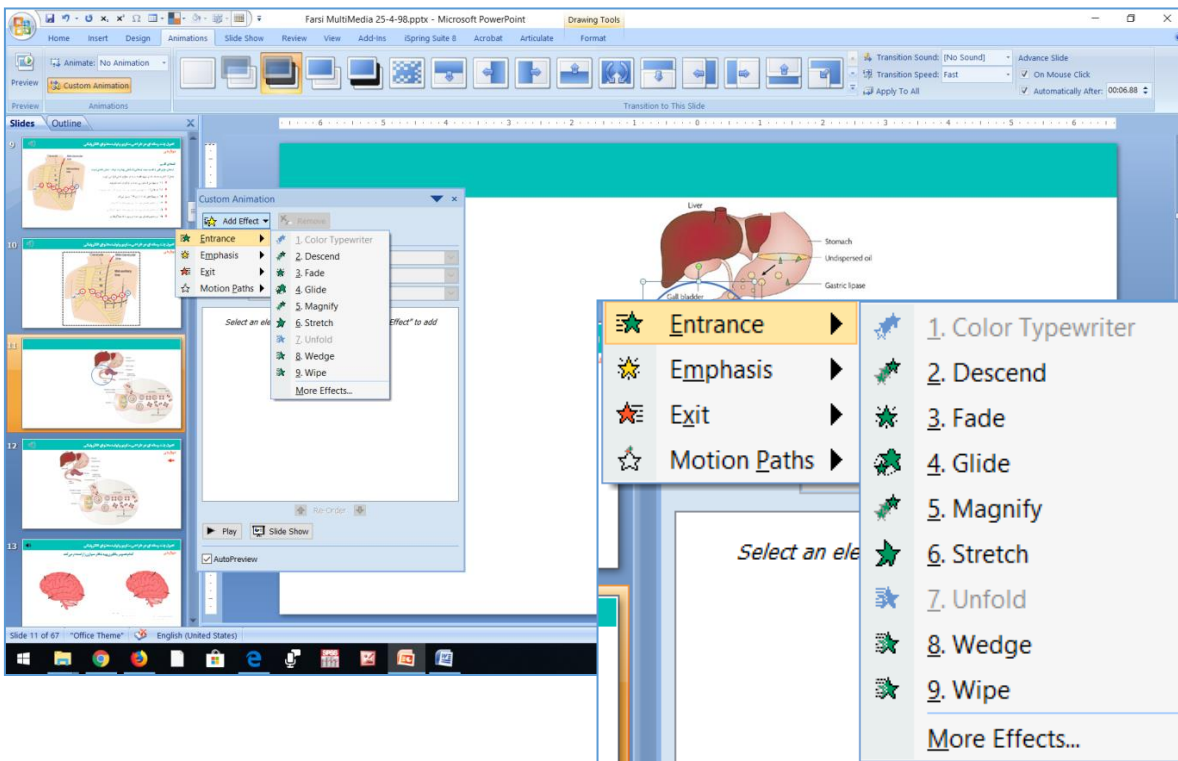 Farsi MultiMedia 25-4-98.pptx - Microsoft PowerPoint
Drawing Tools
Home Insert Design Animations Slide Show Review View Add-Ins iSpring Suite 8 Acrobat Articulate Format
Preview
Animate: No Animation
Custom Animation
Transition Sound: [No Sound]
Transition Speed: Fast
Apply To All
Advance Slide
On Mouse Click
Automatically After: 00:06.88
Preview Animations Transition to This Slide
Slides Outline
9
10
11
12
13
Custom Animation
Add Effect Remove
Entrance
Emphasis
Exit
Motion Paths
1. Color Typewriter
2. Descend
3. Fade
4. Glide
5. Magnify
6. Stretch
7. Unfold
8. Wedge
9. Wipe
More Effects...
Select an ele
Effect" to add
Re-Order
Play Slide Show
AutoPreview
Liver
Stomach
Undispersed oil
Gastric lipase
Gall bladder
Slide 11 of 67 "Office Theme" English (United States)
Entrance
Emphasis
Exit
Motion Paths
1. Color Typewriter
2. Descend
3. Fade
4. Glide
5. Magnify
6. Stretch
7. Unfold
8. Wedge
9. Wipe
More Effects...
Select an ele